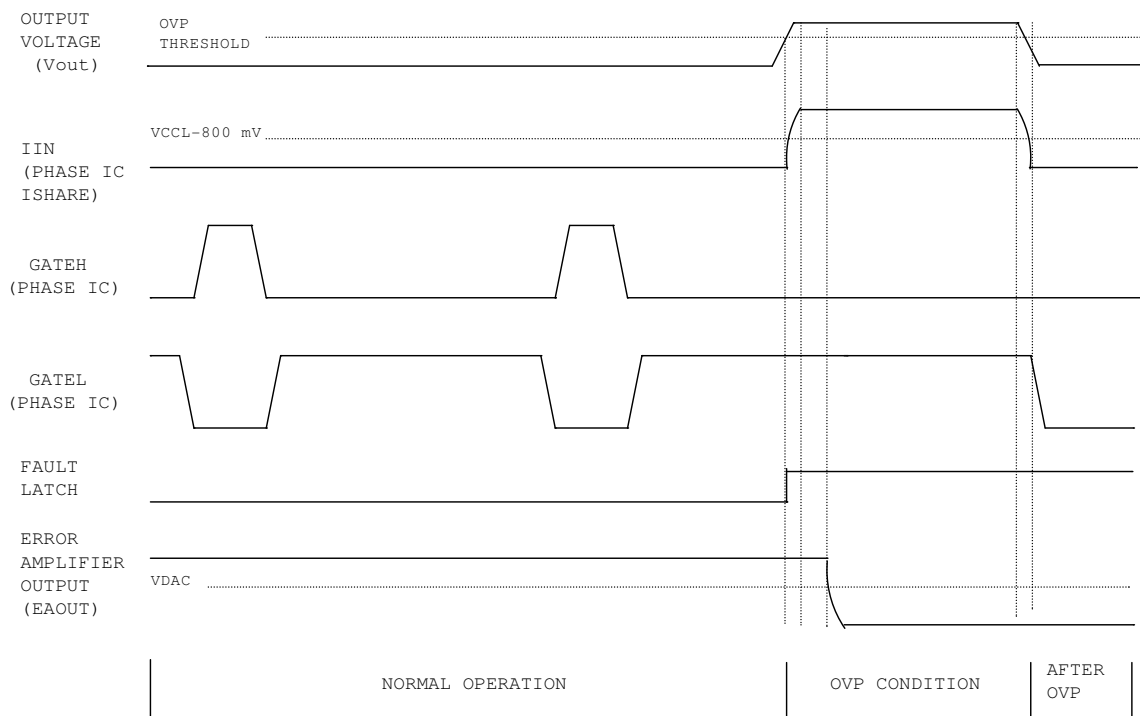 OUTPUT
VOLTAGE
(Vout)
OVP
THRESHOLD
VCCL-800 mV
IIN
(PHASE IC
ISHARE)
GATEH
(PHASE IC)
GATEL
(PHASE IC)
FAULT
LATCH
ERROR
AMPLIFIER
OUTPUT
(EAOUT)
VDAC
NORMAL OPERATION
OVP CONDITION
AFTER
OVP